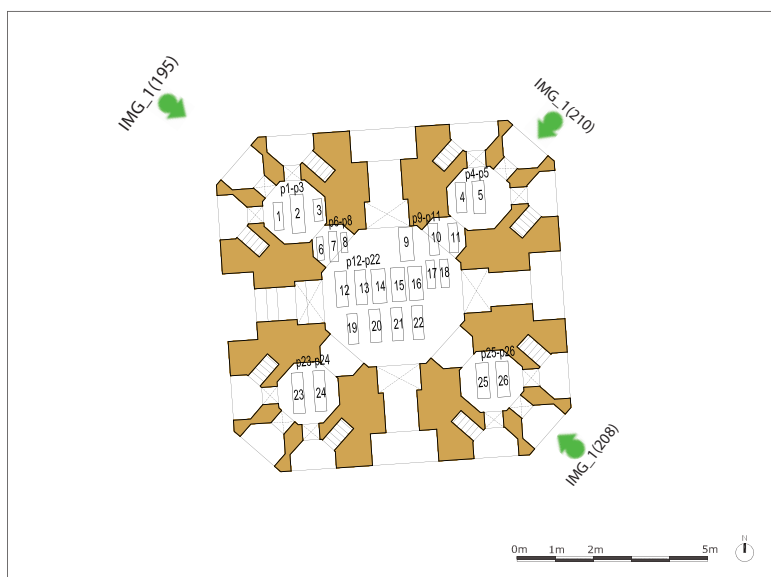 IMG_1(195)
IMG_1(210)
p1-p3
p4-p5
1 2 3
4 5
p6-p8
p9-p11
6 7 8
9 10 11
p12-p22
12 13 14 15 16 17 18
19 20 21 22
p23-p24
p25-p26
23 24
25 26
IMG_1(208)
0m 1m 2m 5m
N